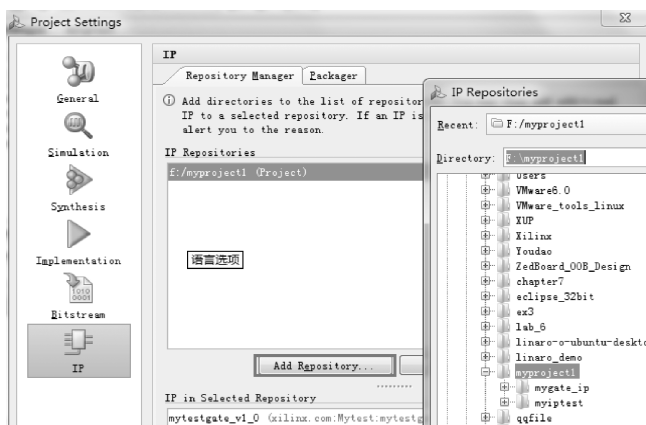 Project Settings
General
Simulation
Synthesis
Implementation
1010
0001
Bitstream
IP
IP
Repository Manager Packager
Add directories to the list of repositor
IP to a selected repository. If an IP is
alert you to the reason.
IP Repositories
f:/myproject1 (Project)
语言选项
Add Repository...
IP in Selected Repository
mytestgate_v1_0 (xilinx.com:Mytest:mytestg
IP Repositories
Recent: F:/myproject1
Directory: F:\myproject1
Users
VMware6.0
VMware_tools_linux
XUP
Xilinx
Youdao
ZedBoard_OOB_Design
chapter7
eclipse_32bit
ex3
lab_6
linaro-o-ubuntu-deskto
linaro_demo
myproject1
mygate_ip
myiptest
qqfile